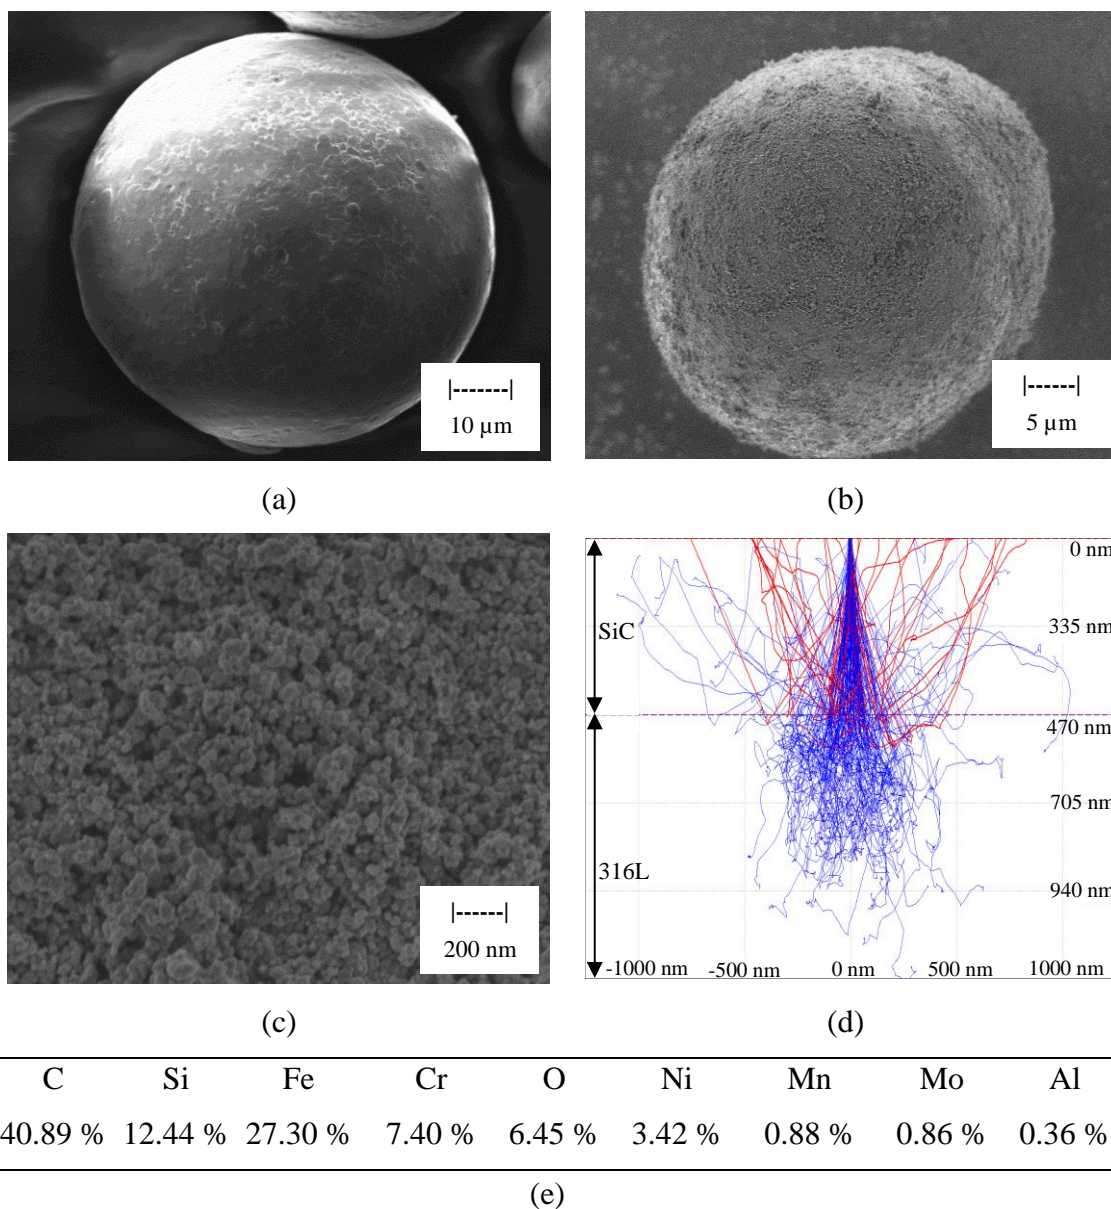 |-------|
10 µm
|------|
5 µm
(a)
(b)
|------|
200 nm
0 nm
SiC
335 nm
470 nm
705 nm
316L
940 nm
-1000 nm -500 nm 0 nm 500 nm 1000 nm
(c)
(d)
C Si Fe Cr O Ni Mn Mo Al
40.89 % 12.44 % 27.30 % 7.40 % 6.45 % 3.42 % 0.88 % 0.86 % 0.36 %
(e)